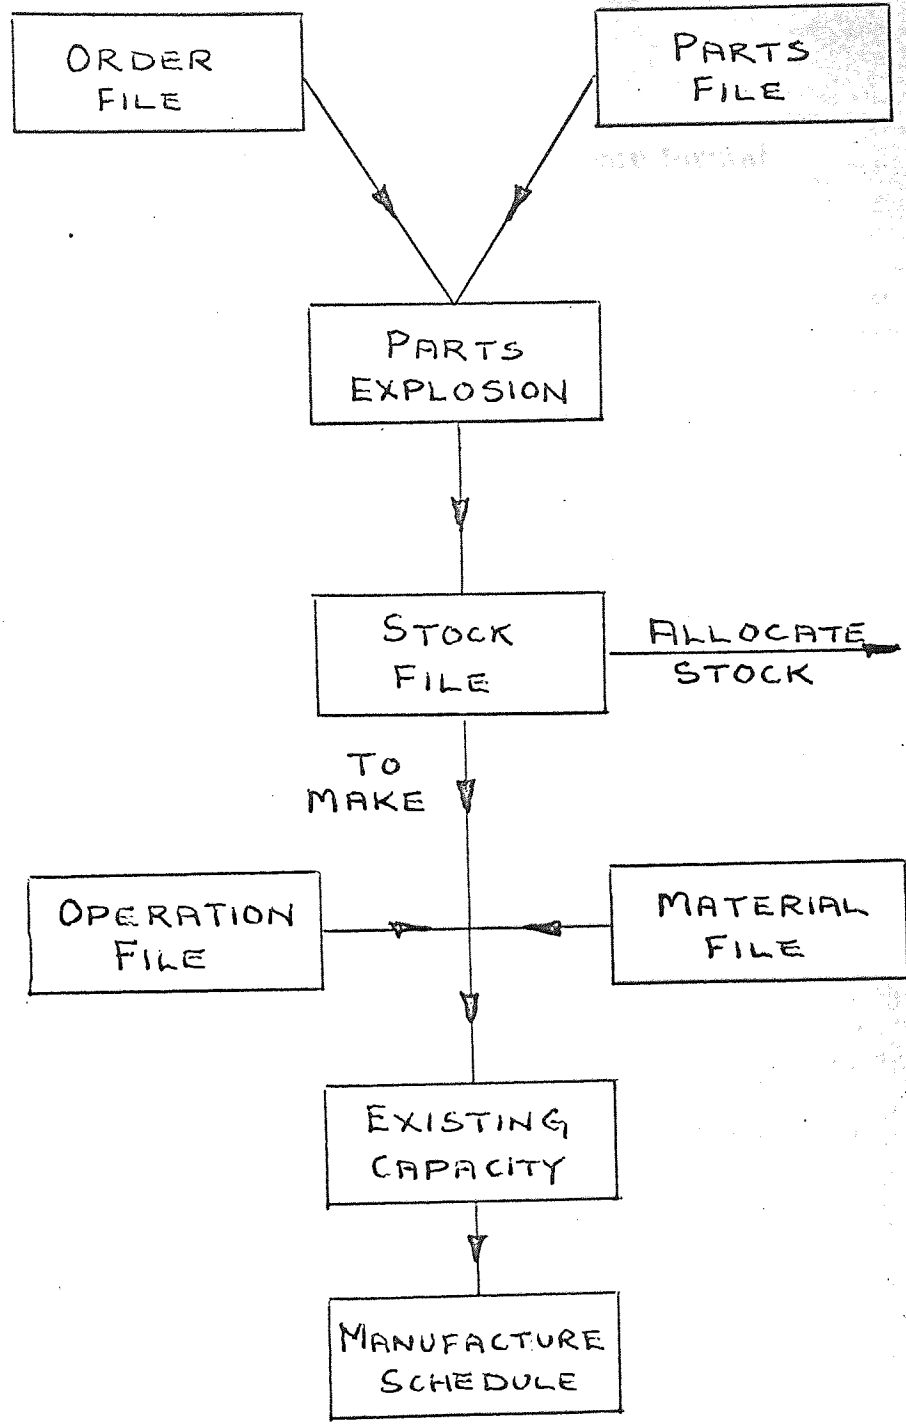 ORDER
FILE
PARTS
FILE
PARTS
EXPLOSION
STOCK
FILE
ALLOCATE
STOCK
TO
MAKE
OPERATION
FILE
MATERIAL
FILE
EXISTING
CAPACITY
MANUFACTURE
SCHEDULE